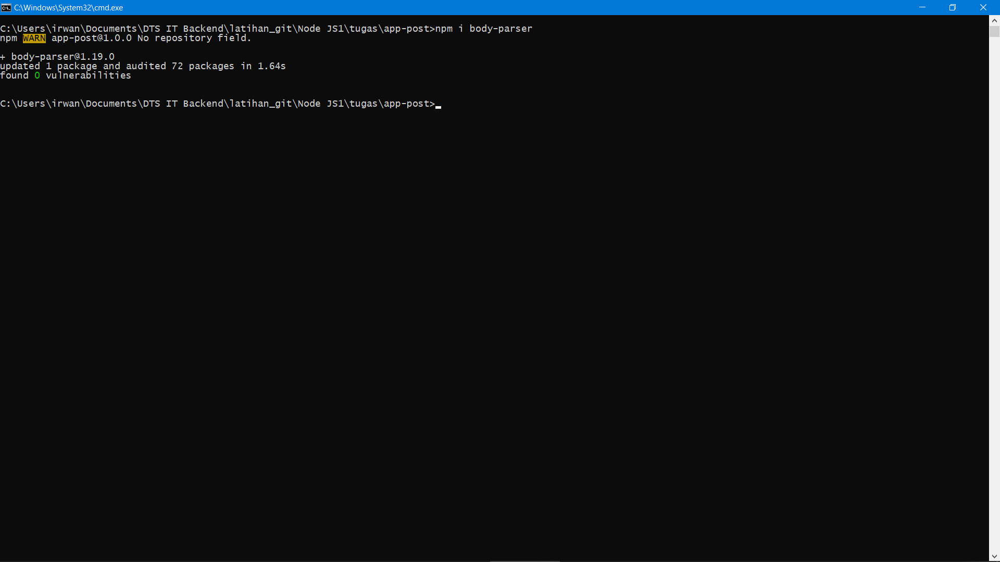 C:\Windows\System32\cmd.exe
C:\Users\irwan\Documents\DTS IT Backend\latihan_git\Node JS1\tugas\app-post>npm i body-parser
npm WARN app-post@1.0.0 No repository field.
+ body-parser@1.19.0
updated 1 package and audited 72 packages in 1.64s
found 0 vulnerabilities
C:\Users\irwan\Documents\DTS IT Backend\latihan_git\Node JS1\tugas\app-post>